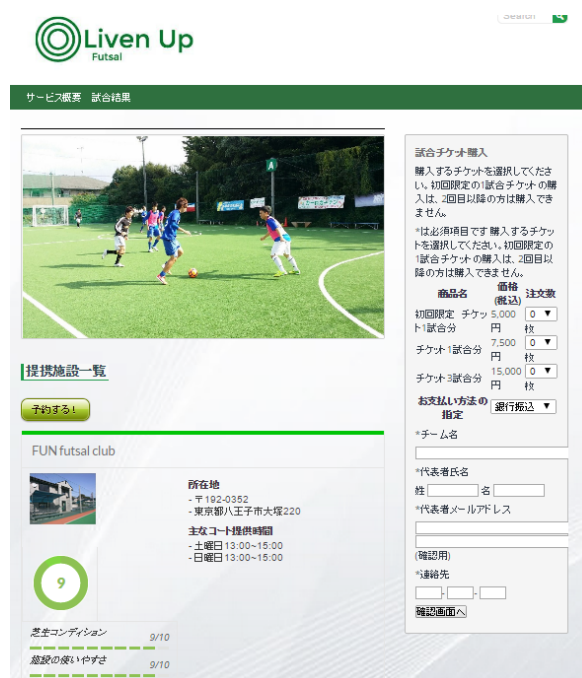 Search
Liven Up
Futsal
サービス概要 試合結果
A
提携施設一覧
予約する!
FUN futsal club
所在地
- 〒192-0352
- 東京都八王子市大塚220
主なコート提供時間
- 土曜日 13:00~15:00
- 日曜日 13:00~15:00
9
芝生コンディション 9/10
施設の使いやすさ 9/10
試合チケット購入
購入するチケットを選択してくださ
い。初回限定の1試合チケットの購
入は、2回目以降の方は購入でき
ません。
*は必須項目です 購入するチケッ
トを選択してください。初回限定の
1試合チケットの購入は、2回目以
降の方は購入できません。
商品名 価格(税込) 注文数
初回限定 チケット1試合分 5,000円 0 ▼ 枚
チケット1試合分 7,500円 0 ▼ 枚
チケット3試合分 15,000円 0 ▼ 枚
お支払い方法の指定 銀行振込 ▼
*チーム名
*代表者氏名
姓 名
*代表者メールアドレス
(確認用)
*連絡先
- -
確認画面へ